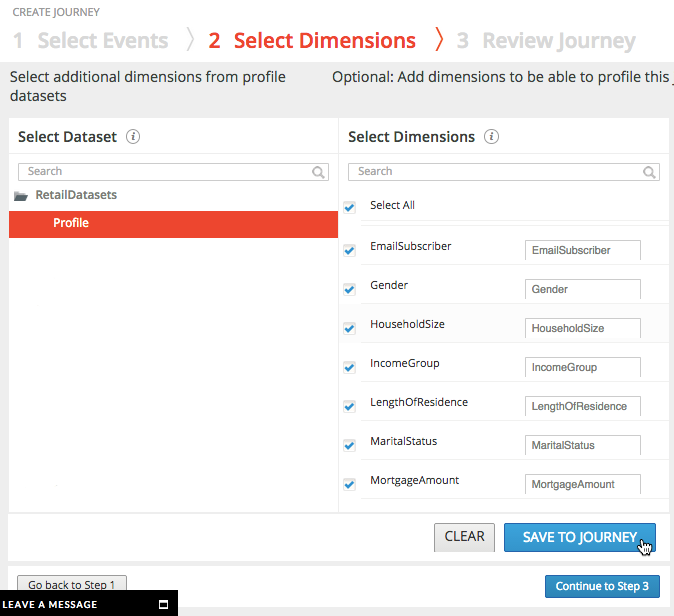 CREATE JOURNEY
1 Select Events 2 Select Dimensions 3 Review Journey
Select additional dimensions from profile
datasets
Optional: Add dimensions to be able to profile this
Select Dataset i
Search
RetailDatasets
Profile
Select Dimensions i
Search
Select All
EmailSubscriber EmailSubscriber
Gender Gender
HouseholdSize HouseholdSize
IncomeGroup IncomeGroup
LengthOfResidence LengthOfResidence
MaritalStatus MaritalStatus
MortgageAmount MortgageAmount
CLEAR SAVE TO JOURNEY
Go back to Step 1 Continue to Step 3
LEAVE A MESSAGE